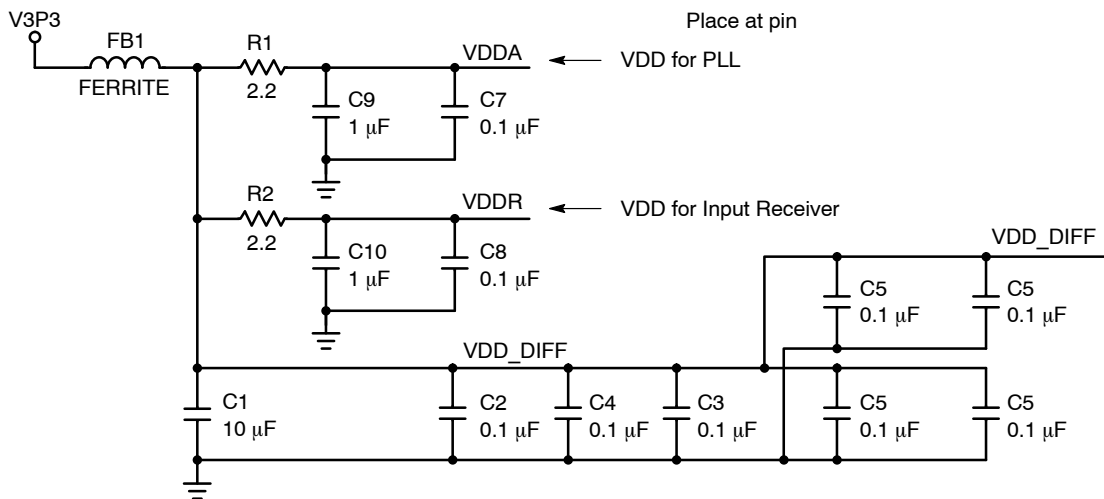 V3P3
Place at pin
FB1
FERRITE
R1
2.2
VDDA
VDD for PLL
C9
1 μF
C7
0.1 μF
R2
2.2
VDDR
VDD for Input Receiver
C10
1 μF
C8
0.1 μF
VDD_DIFF
C5
0.1 μF
C5
0.1 μF
VDD_DIFF
C1
10 μF
C2
0.1 μF
C4
0.1 μF
C3
0.1 μF
C5
0.1 μF
C5
0.1 μF